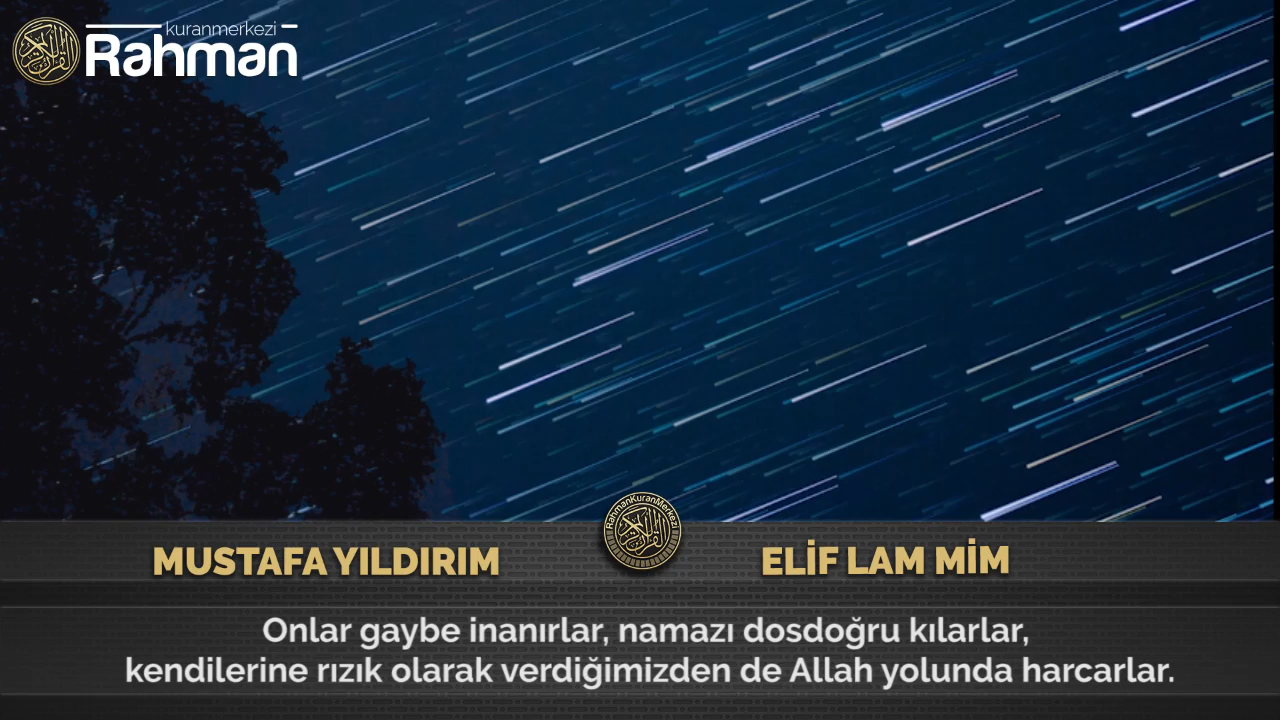 kuranmerkezi
Rahman
RahmanKuranMerkezi
MUSTAFA YILDIRIM
ELİF LAM MİM
Onlar gaybe inanırlar, namazı dosdoğru kılarlar,
kendilerine rızık olarak verdiğimizden de Allah yolunda harcarlar.